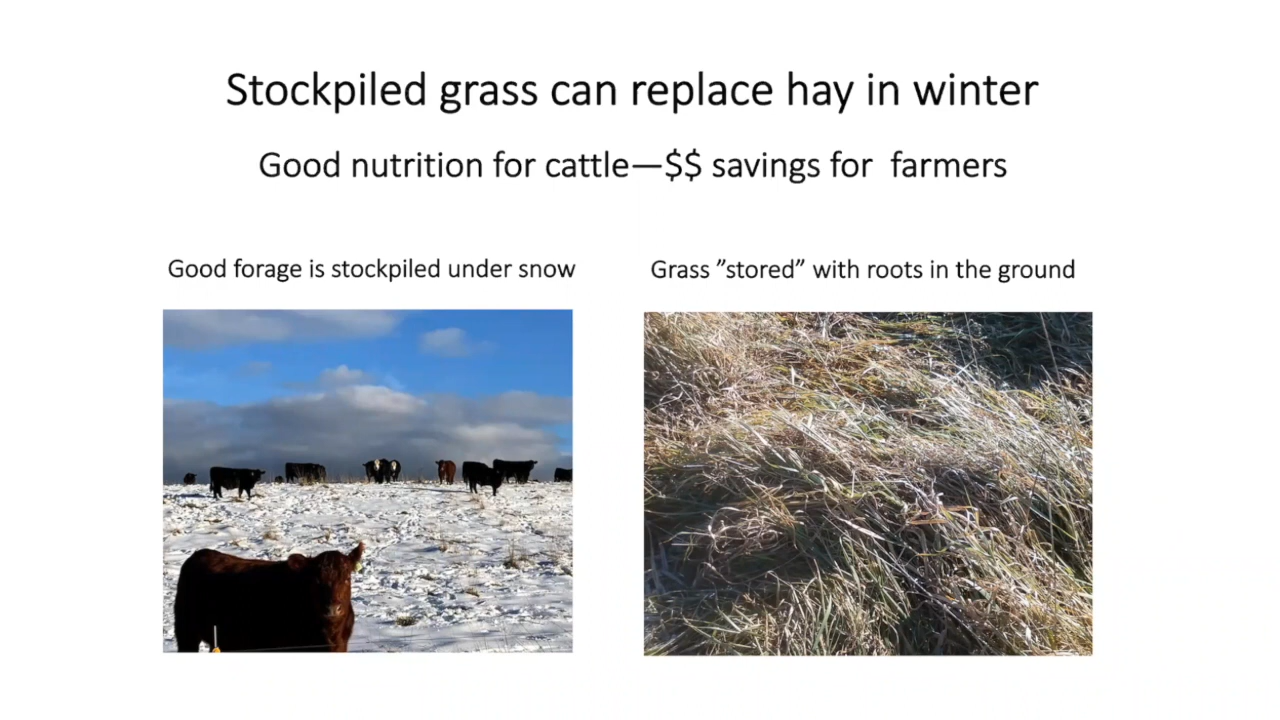 Stockpiled grass can replace hay in winter
Good nutrition for cattle—$$ savings for  farmers
Good forage is stockpiled under snow
Grass ”stored” with roots in the ground